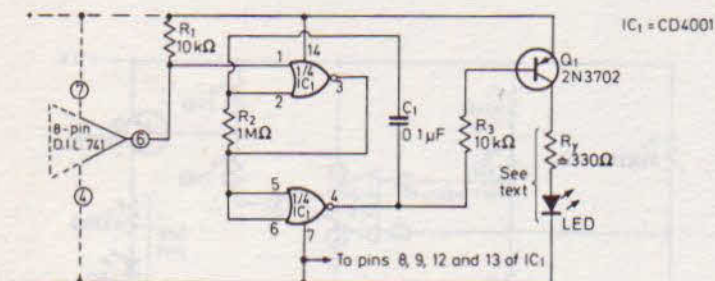 R1
10kΩ
IC1 = CD4001
14
1
1/4
IC1
3
2
Q1
2N3702
7
8-pin
D.I.L. 741
6
4
R2
1MΩ
C1
0.1µF
R3
10kΩ
Ry
≏330Ω
See
text
LED
5
1/4
IC1
4
6
7
To pins 8, 9, 12 and 13 of IC1